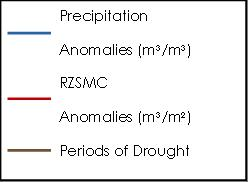 Precipitation
Anomalies (m³/m³)
RZSMC
Anomalies (m³/m²)
Periods of Drought